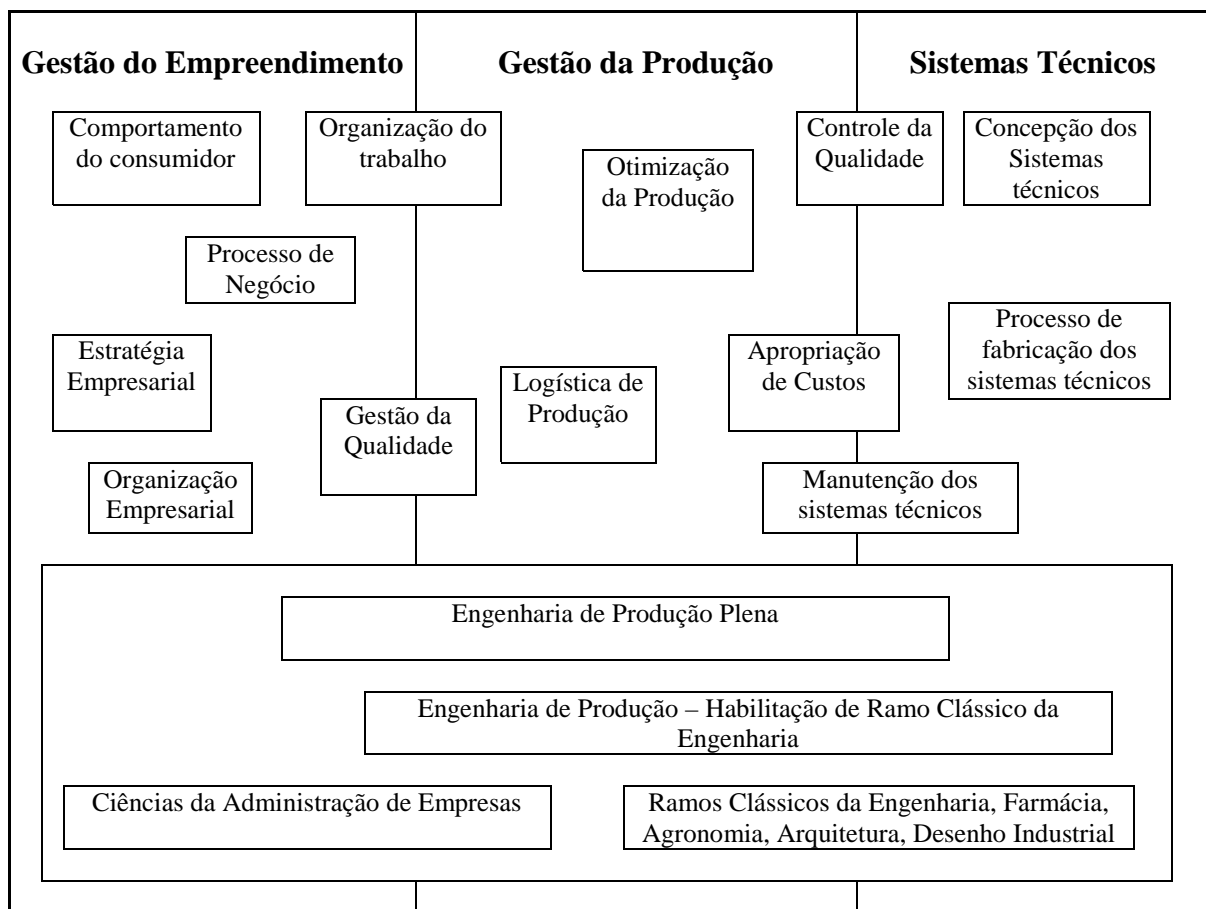 Gestão do Empreendimento
Gestão da Produção
Sistemas Técnicos
Comportamento
do consumidor
Organização do
trabalho
Otimização
da Produção
Controle da
Qualidade
Concepção dos
Sistemas
técnicos
Processo de
Negócio
Estratégia
Empresarial
Gestão da
Qualidade
Logística de
Produção
Apropriação
de Custos
Processo de
fabricação dos
sistemas técnicos
Organização
Empresarial
Manutenção dos
sistemas técnicos
Engenharia de Produção Plena
Engenharia de Produção – Habilitação de Ramo Clássico da
Engenharia
Ciências da Administração de Empresas
Ramos Clássicos da Engenharia, Farmácia,
Agronomia, Arquitetura, Desenho Industrial